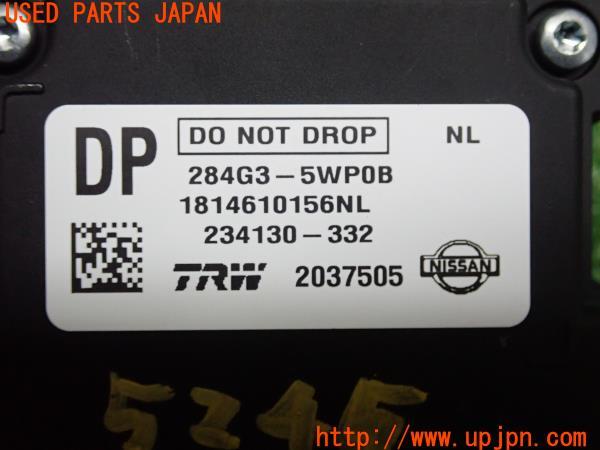 USED PARTS JAPAN
DP
DO NOT DROP
NL
284G3-5WP0B
1814610156NL
234130-332
TRW 2037505 NISSAN
http://www.upjpn.com